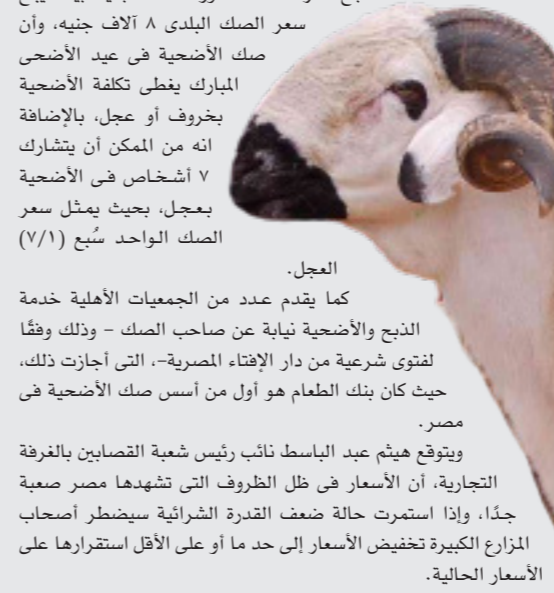 سعر الصك البلدى ٨ آلاف جنيه، وأن
صك الأضحية فى عيد الأضحى
المبارك يغطى تكلفة الأضحية
بخروف أو عجل، بالإضافة
انه من الممكن أن يتشارك
٧ أشخاص فى الأضحية
بعجل، بحيث يمثل سعر
الصك الواحد سُبع (٧/١)
العجل.
كما يقدم عدد من الجمعيات الأهلية خدمة
الذبح والأضحية نيابة عن صاحب الصك – وذلك وفقًا
لفتوى شرعية من دار الإفتاء المصرية–، التى أجازت ذلك،
حيث كان بنك الطعام هو أول من أسس صك الأضحية فى
مصر.
ويتوقع هيثم عبد الباسط نائب رئيس شعبة القصابين بالغرفة
التجارية، أن الأسعار فى ظل الظروف التى تشهدها مصر صعبة
جدًا، وإذا استمرت حالة ضعف القدرة الشرائية سيضطر أصحاب
المزارع الكبيرة تخفيض الأسعار إلى حد ما أو على الأقل استقرارها على
الأسعار الحالية.